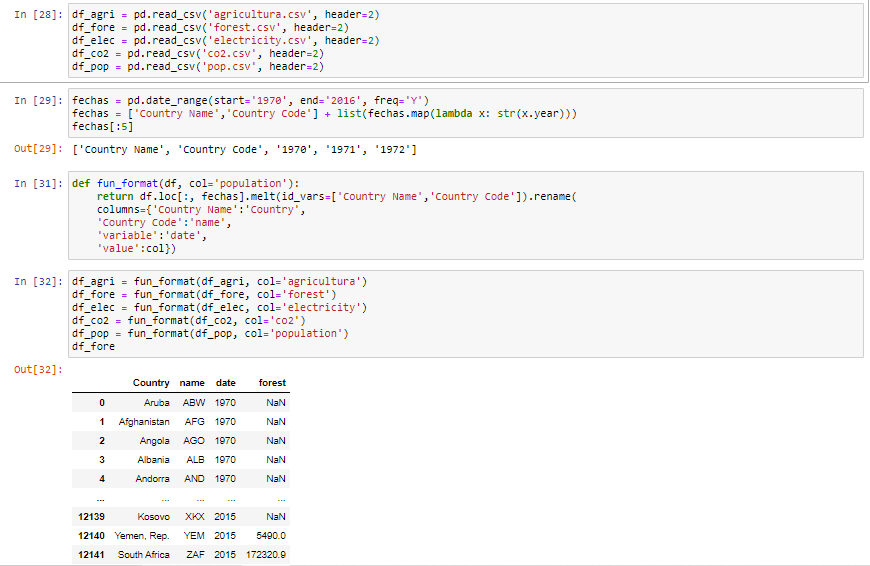 In [28]: df_agri = pd.read_csv('agricultura.csv', header=2)
df_fore = pd.read_csv('forest.csv', header=2)
df_elec = pd.read_csv('electricity.csv', header=2)
df_co2 = pd.read_csv('co2.csv', header=2)
df_pop = pd.read_csv('pop.csv', header=2)
In [29]: fechas = pd.date_range(start='1970', end='2016', freq='Y')
fechas = ['Country Name','Country Code'] + list(fechas.map(lambda x: str(x.year)))
fechas[:5]
Out[29]: ['Country Name', 'Country Code', '1970', '1971', '1972']
In [31]: def fun_format(df, col='population'):
return df.loc[:, fechas].melt(id_vars=['Country Name','Country Code']).rename(
columns={'Country Name':'Country',
'Country Code':'name',
'variable':'date',
'value':col})
In [32]: df_agri = fun_format(df_agri, col='agricultura')
df_fore = fun_format(df_fore, col='forest')
df_elec = fun_format(df_elec, col='electricity')
df_co2 = fun_format(df_co2, col='co2')
df_pop = fun_format(df_pop, col='population')
df_fore
Out[32]:
Country name date forest
0 Aruba ABW 1970 NaN
1 Afghanistan AFG 1970 NaN
2 Angola AGO 1970 NaN
3 Albania ALB 1970 NaN
4 Andorra AND 1970 NaN
... ... ... ... ...
12139 Kosovo XKX 2015 NaN
12140 Yemen, Rep. YEM 2015 5490.0
12141 South Africa ZAF 2015 172320.9